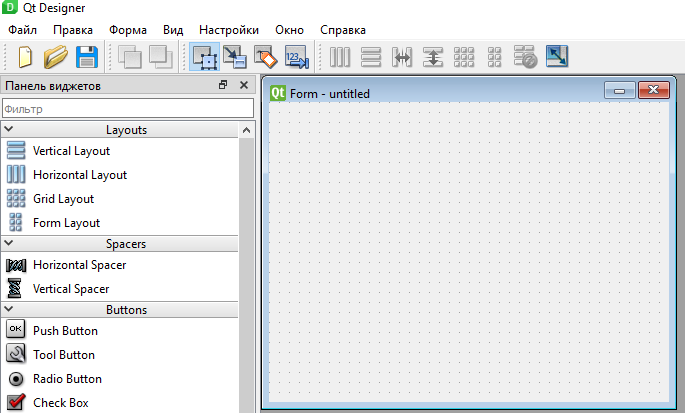 D Qt Designer
Файл Правка Форма Вид Настройки Окно Справка
123
Панель виджетов
Фильтр
Layouts
Vertical Layout
Horizontal Layout
Grid Layout
Form Layout
Spacers
Horizontal Spacer
Vertical Spacer
Buttons
OK Push Button
Tool Button
Radio Button
Check Box
Qt Form - untitled